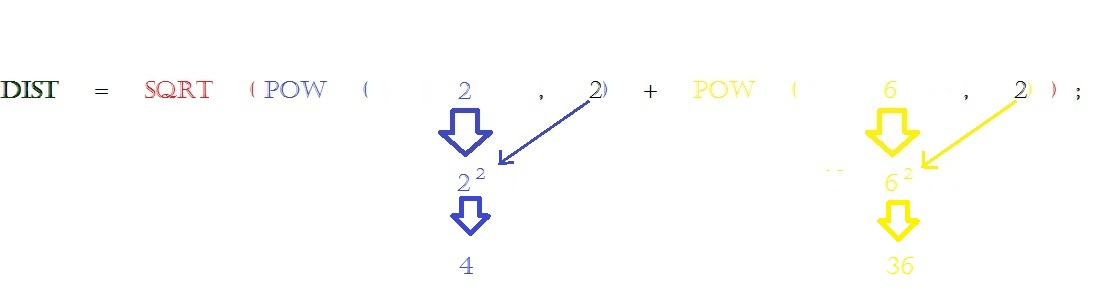 DIST = SQRT (POW ( 2 , 2) + POW ( 6 , 2) ) ;
2² 6²
4 36